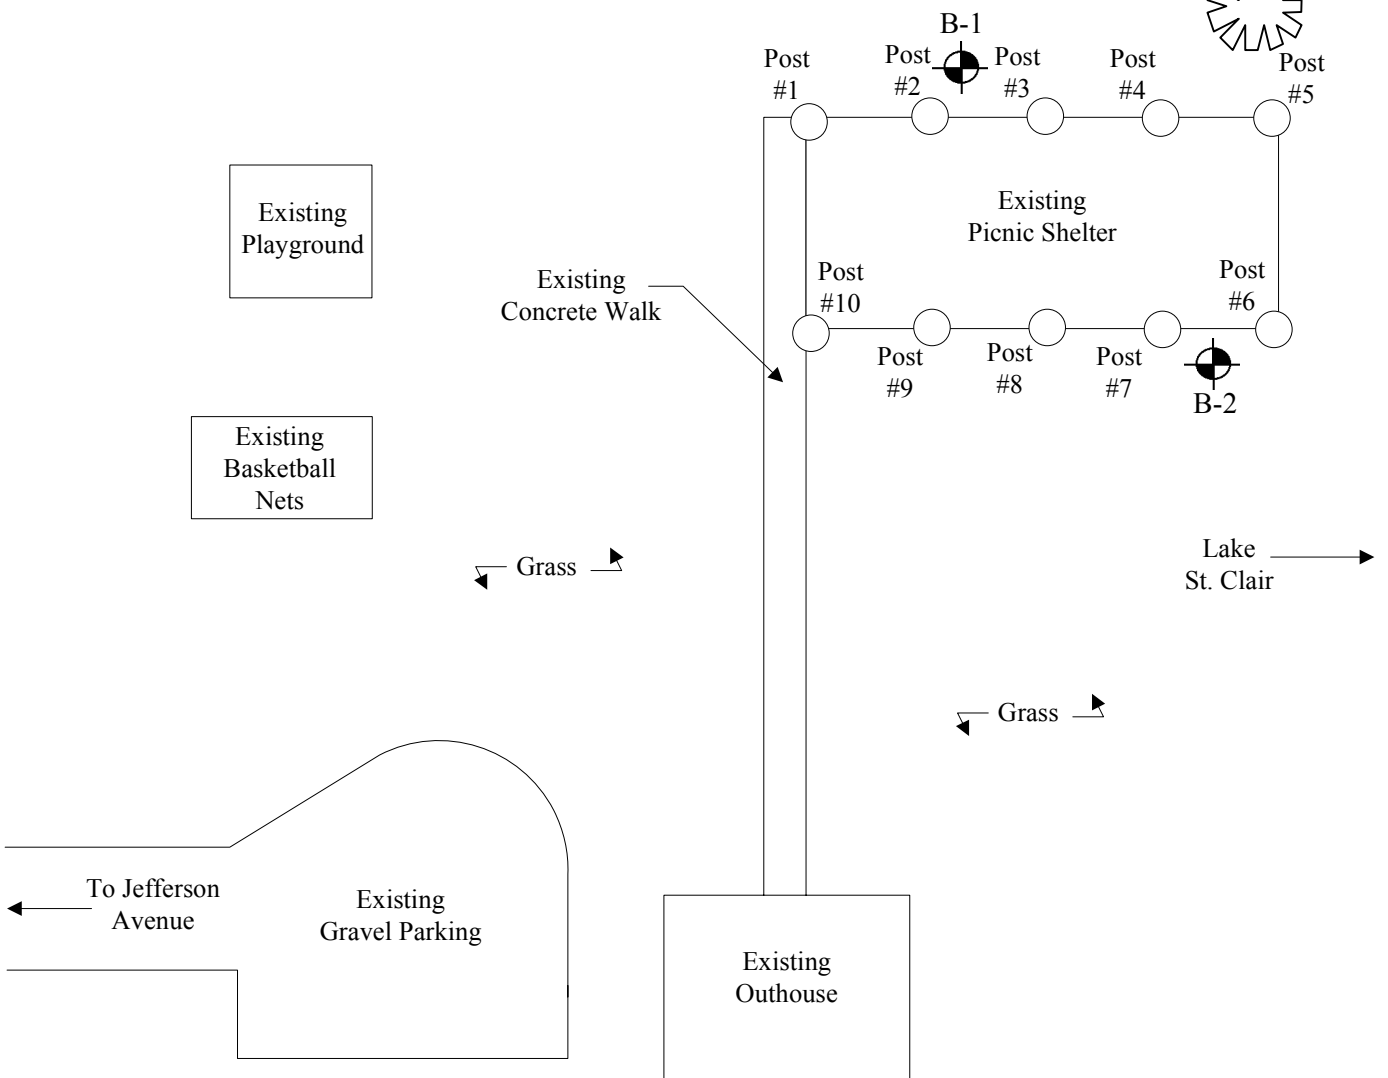 B-1
Post
#1
Post
#2
Post
#3
Post
#4
Post
#5
Existing
Playground
Existing
Picnic Shelter
Existing
Concrete Walk
Post
#10
Post
#6
Post
#9
Post
#8
Post
#7
B-2
Existing
Basketball
Nets
Grass
Lake
St. Clair
Grass
To Jefferson
Avenue
Existing
Gravel Parking
Existing
Outhouse